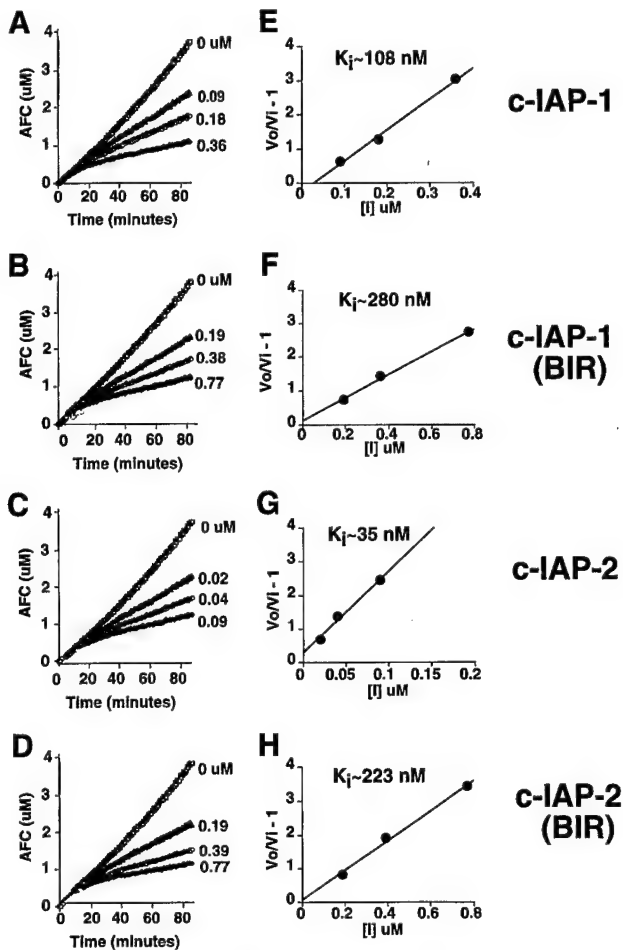 A
AFC (uM)
4
3
2
1
0
0 uM
0.09
0.18
0.36
0 20 40 60 80
Time (minutes)
E
Vo/Vi - 1
4
3
2
1
0
Ki~108 nM
0 0.1 0.2 0.3 0.4
[I] uM
c-IAP-1
B
AFC (uM)
4
3
2
1
0
0 uM
0.19
0.38
0.77
0 20 40 60 80
Time (minutes)
F
Vo/Vi - 1
4
3
2
1
0
Ki~280 nM
0 0.2 0.4 0.6 0.8
[I] uM
c-IAP-1
(BIR)
C
AFC (uM)
4
3
2
1
0
0 uM
0.02
0.04
0.09
0 20 40 60 80
Time (minutes)
G
Vo/Vi - 1
4
3
2
1
0
Ki~35 nM
0 0.05 0.1 0.15 0.2
[I] uM
c-IAP-2
D
AFC (uM)
4
3
2
1
0
0 uM
0.19
0.39
0.77
0 20 40 60 80
Time (minutes)
H
Vo/Vi - 1
4
3
2
1
0
Ki~223 nM
0 0.2 0.4 0.6 0.8
[I] uM
c-IAP-2
(BIR)